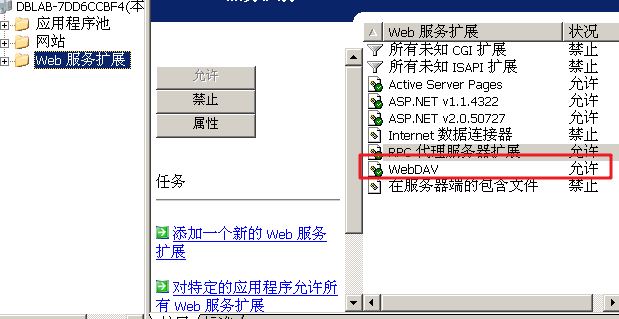 DBLAB-7DD6CCBF4(本
应用程序池
网站
Web 服务扩展
允许
禁止
属性
任务
添加一个新的 Web 服务
扩展
对特定的应用程序允许所
有 Web 服务扩展
Web 服务扩展 状况
所有未知 CGI 扩展 禁止
所有未知 ISAPI 扩展 禁止
Active Server Pages 允许
ASP.NET v1.1.4322 允许
ASP.NET v2.0.50727 允许
Internet 数据连接器 禁止
RPC 代理服务器扩展 允许
WebDAV 允许
在服务器端的包含文件 禁止